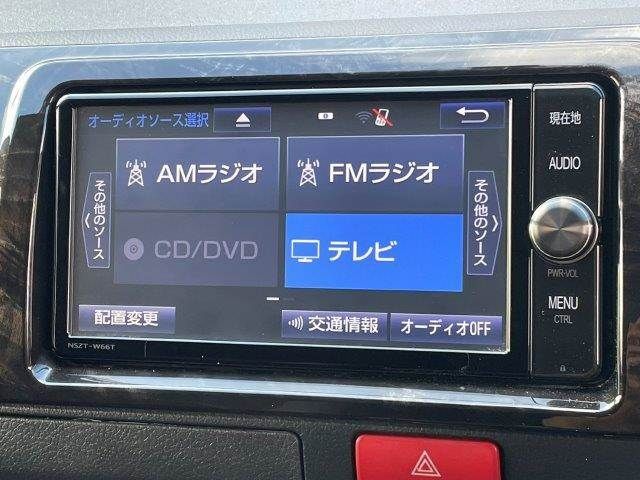 オーディオソース選択
現在地
AMラジオ
FMラジオ
AUDIO
その他のソース
その他のソース
CD/DVD
テレビ
PWR-VOL
MENU
CTRL
配置変更
交通情報
オーディオOFF
NSZT-W66T